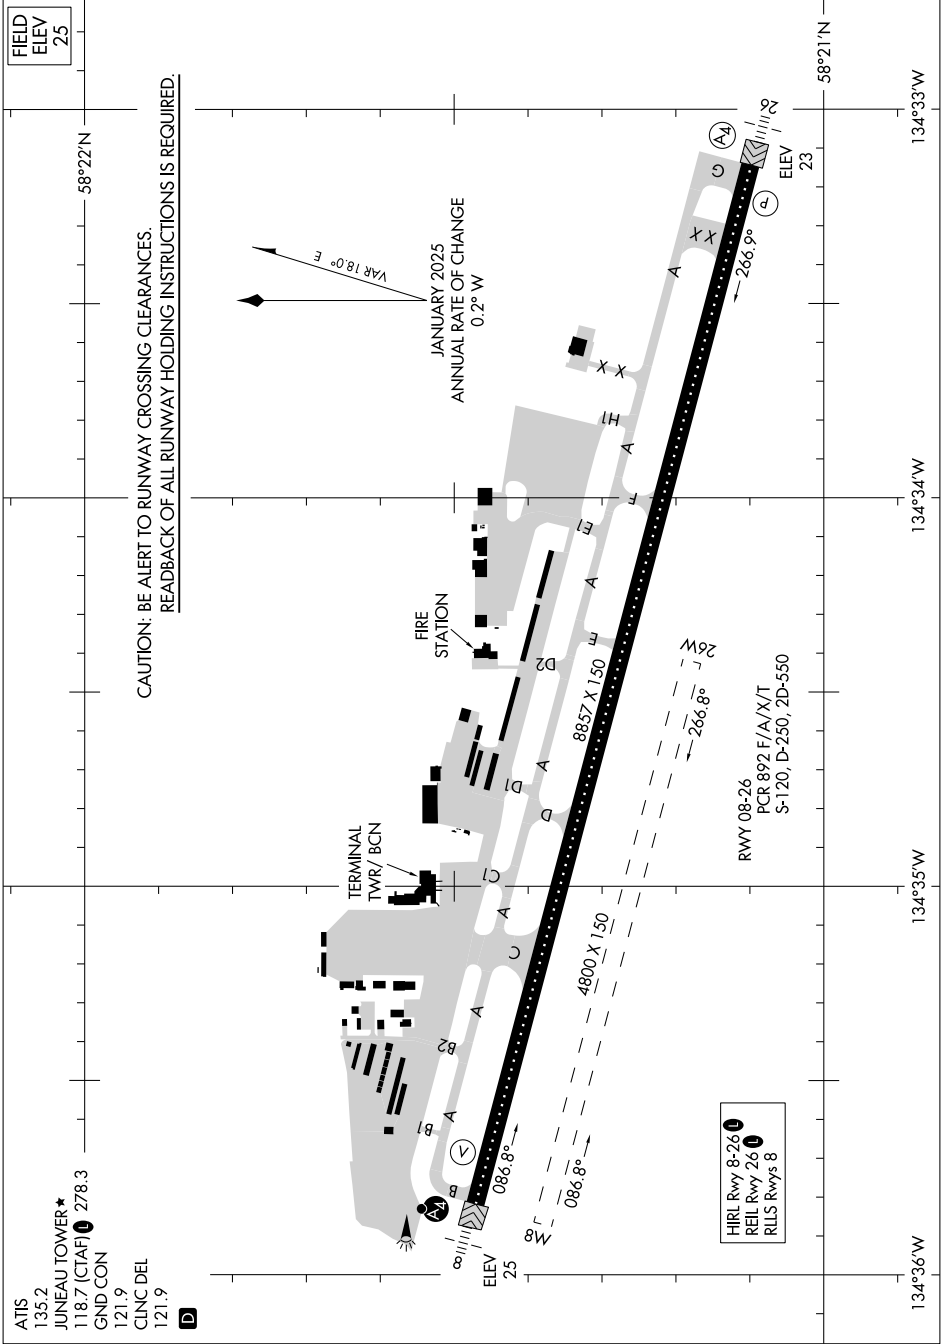 ATIS
135.2
JUNEAU TOWER★
118.7 (CTAF) L 278.3
GND CON
121.9
CLNC DEL
121.9
D
FIELD
ELEV
25
CAUTION: BE ALERT TO RUNWAY CROSSING CLEARANCES.
READBACK OF ALL RUNWAY HOLDING INSTRUCTIONS IS REQUIRED.
58°22'N
58°21'N
VAR 18.0° E
JANUARY 2025
ANNUAL RATE OF CHANGE
0.2° W
TERMINAL
TWR/BCN
FIRE
STATION
A4
8
ELEV
25
B
V
B1
A
B2
A
C
A
C1
D
D1
A
D2
E
A
E1
F
A
H1
X X
A
X X
G
A4
26
ELEV
23
P
086.8°
8857 X 150
266.9°
8W
086.8°
4800 X 150
266.8°
26W
RWY 08-26
PCR 892 F/A/X/T
S-120, D-250, 2D-550
HIRL Rwy 8-26 L
REIL Rwy 26 L
RLLS Rwys 8
134°36'W
134°35'W
134°34'W
134°33'W